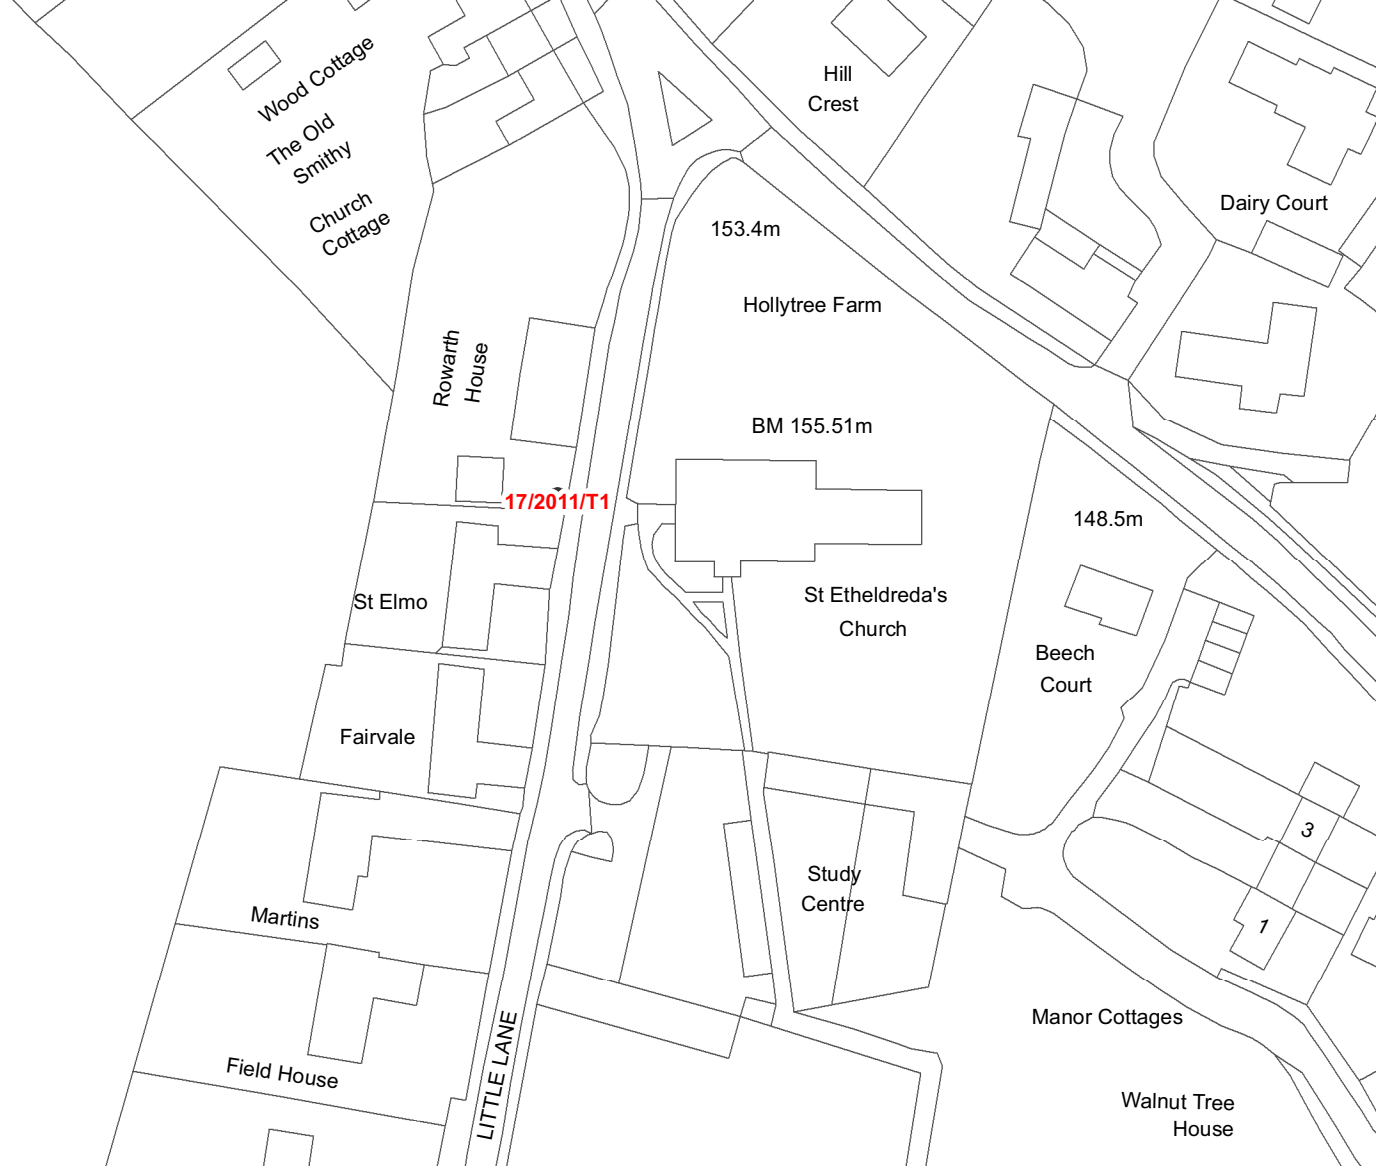 Wood Cottage
The Old
Smithy
Church
Cottage
Hill
Crest
Dairy Court
153.4m
Hollytree Farm
Rowarth
House
BM 155.51m
17/2011/T1
148.5m
St Elmo
St Etheldreda's
Church
Beech
Court
Fairvale
3
Study
Centre
Martins
1
Manor Cottages
Field House
LITTLE LANE
Walnut Tree
House